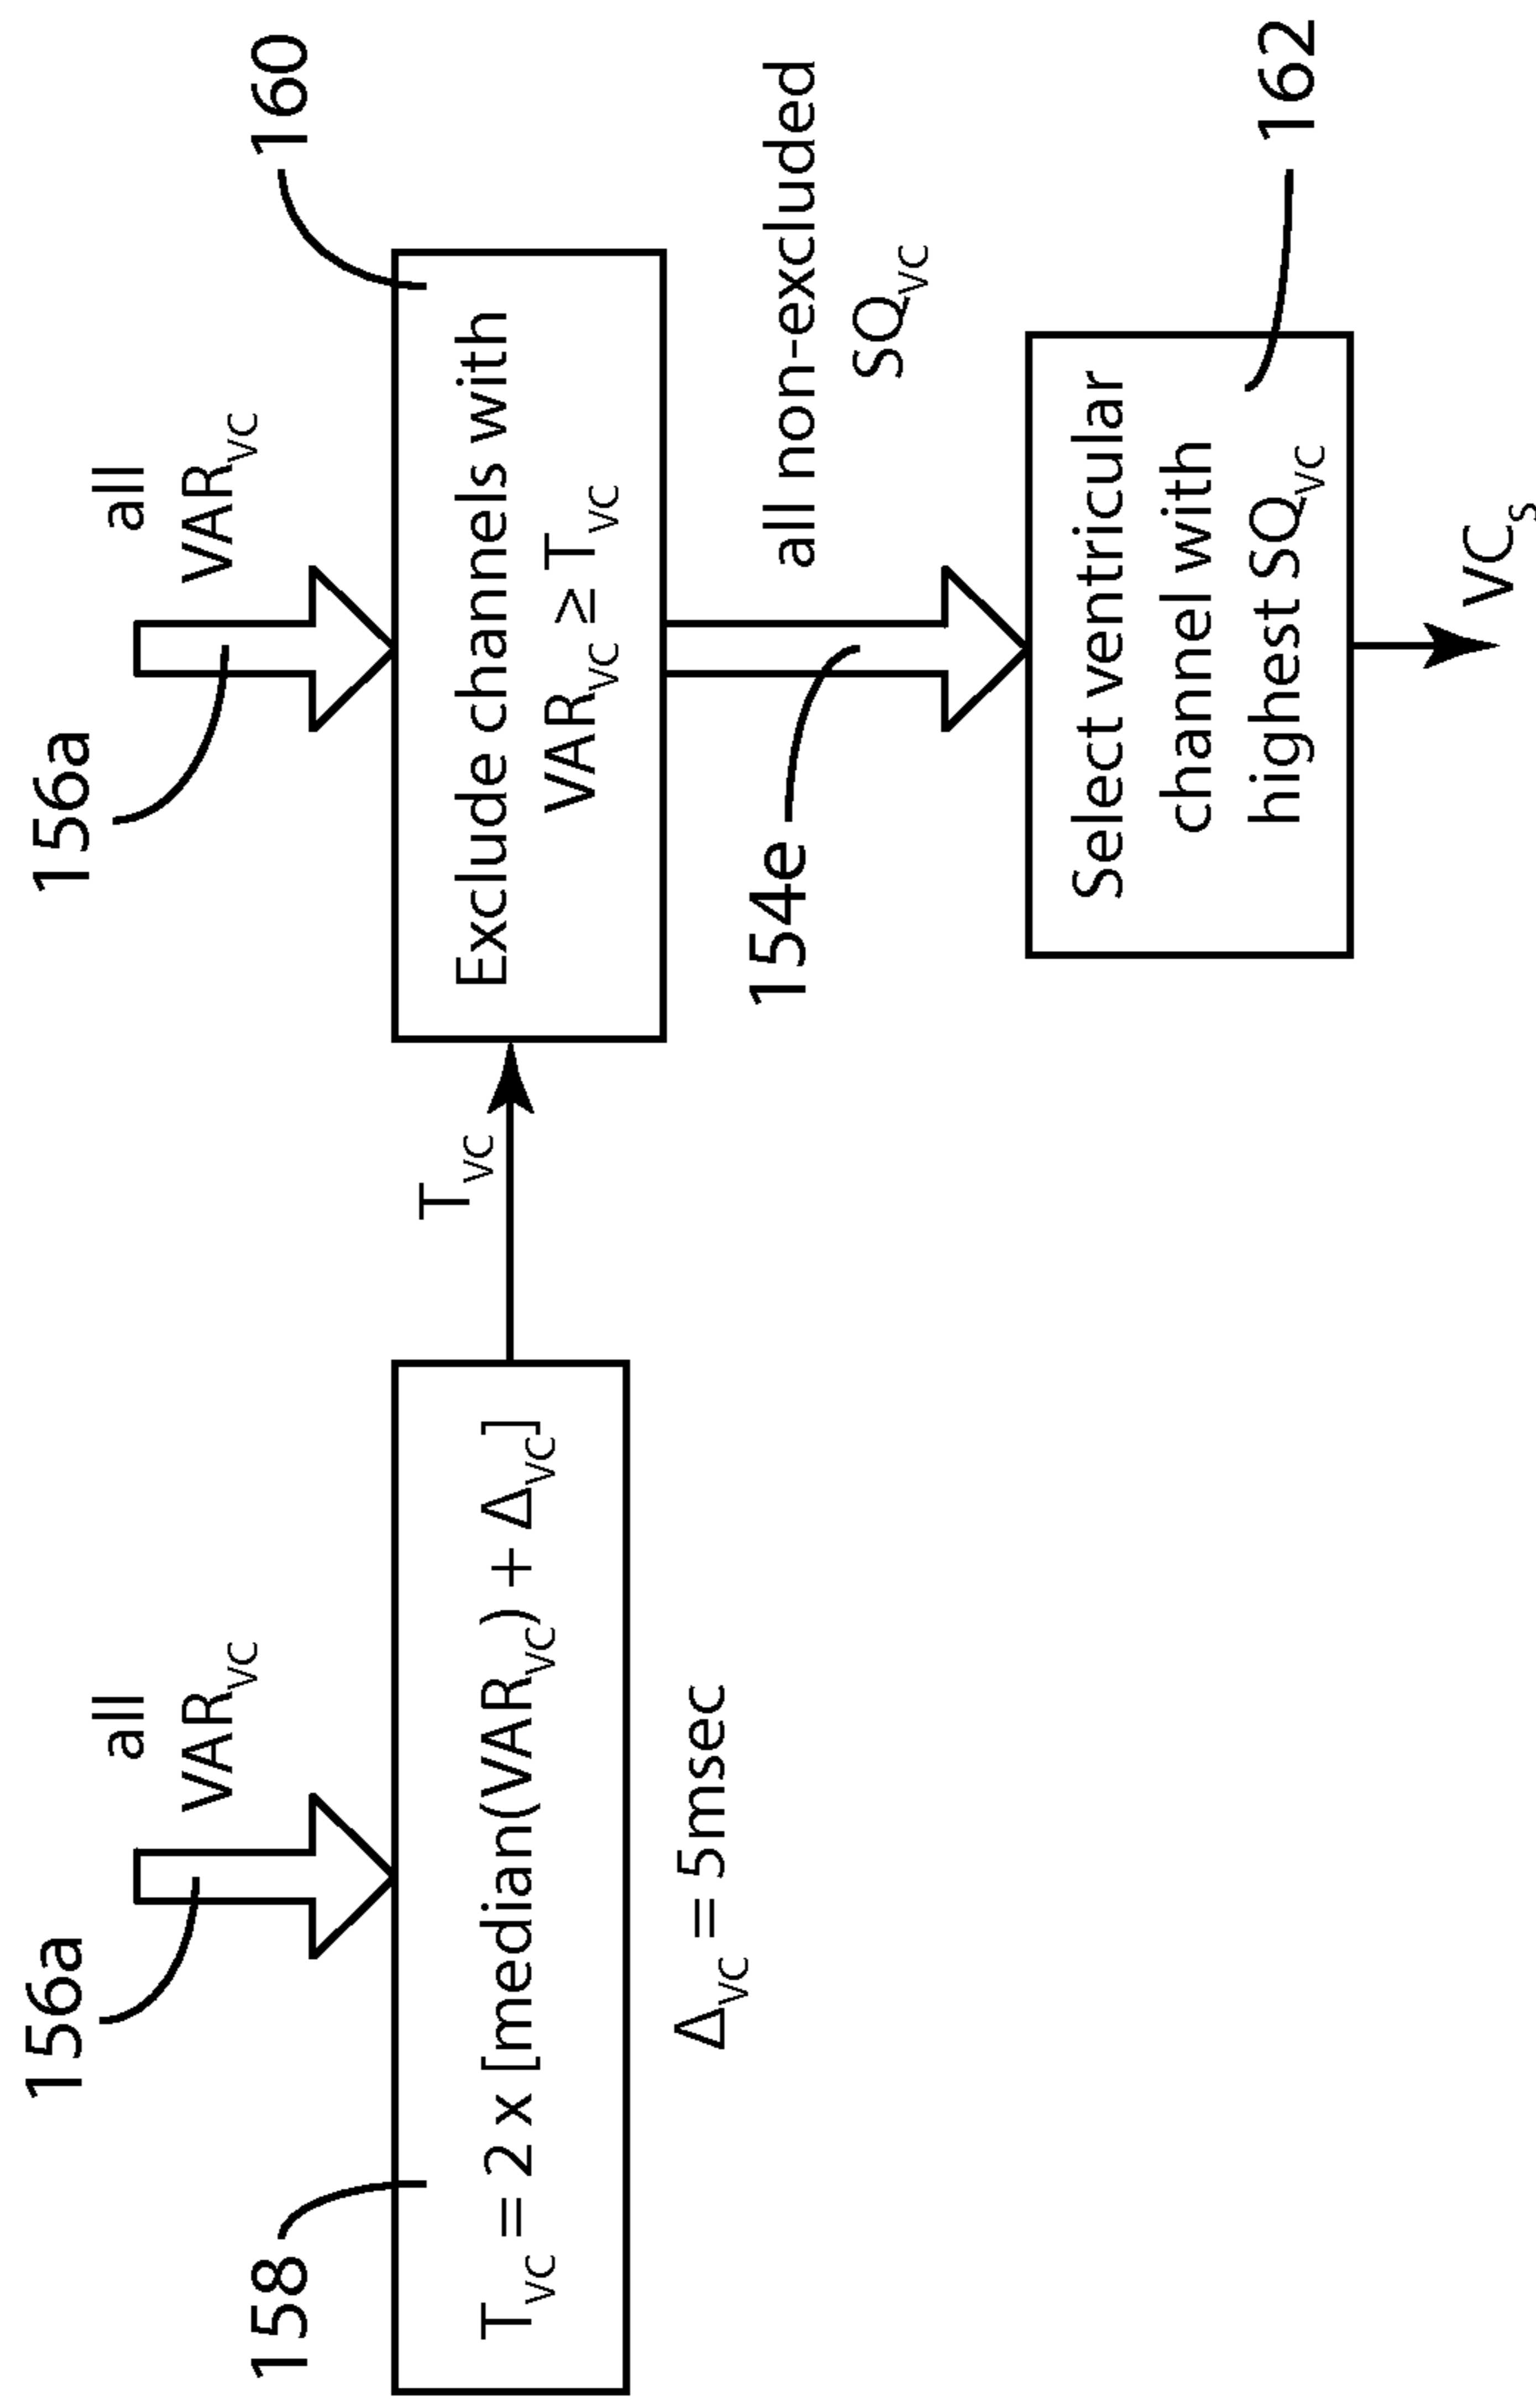 156a
all
VAR_VC
156a
all
VAR_VC
158
T_VC = 2 x [median(VAR_VC) + Δ_VC]
Δ_VC = 5msec
T_VC
160
Exclude channels with
VAR_VC ≥ T_VC
154e
all non-excluded
SQ_VC
162
Select ventricular
channel with
highest SQ_VC
VC_s